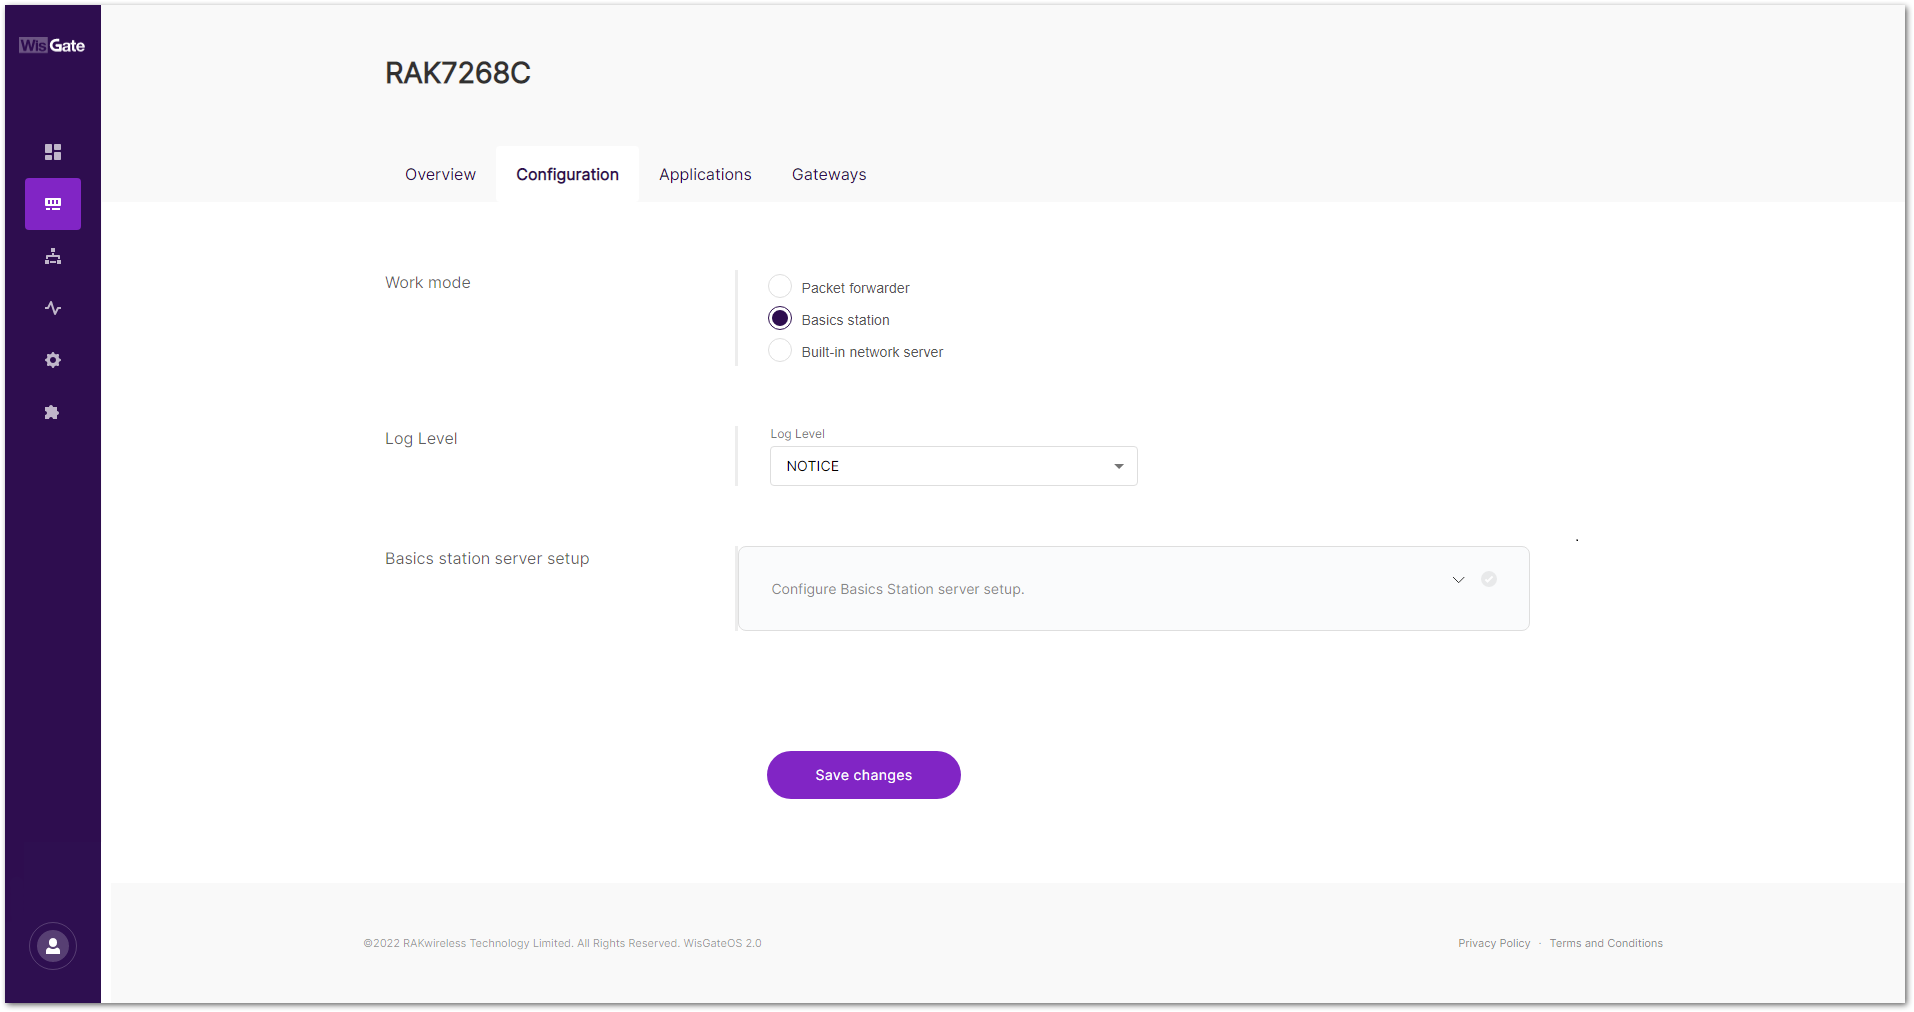 WisGate
RAK7268C
Overview Configuration Applications Gateways
Work mode
Packet forwarder
Basics station
Built-in network server
Log Level
Log Level
NOTICE
Basics station server setup
Configure Basics Station server setup.
Save changes
©2022 RAKwireless Technology Limited. All Rights Reserved. WisGateOS 2.0
Privacy Policy · Terms and Conditions